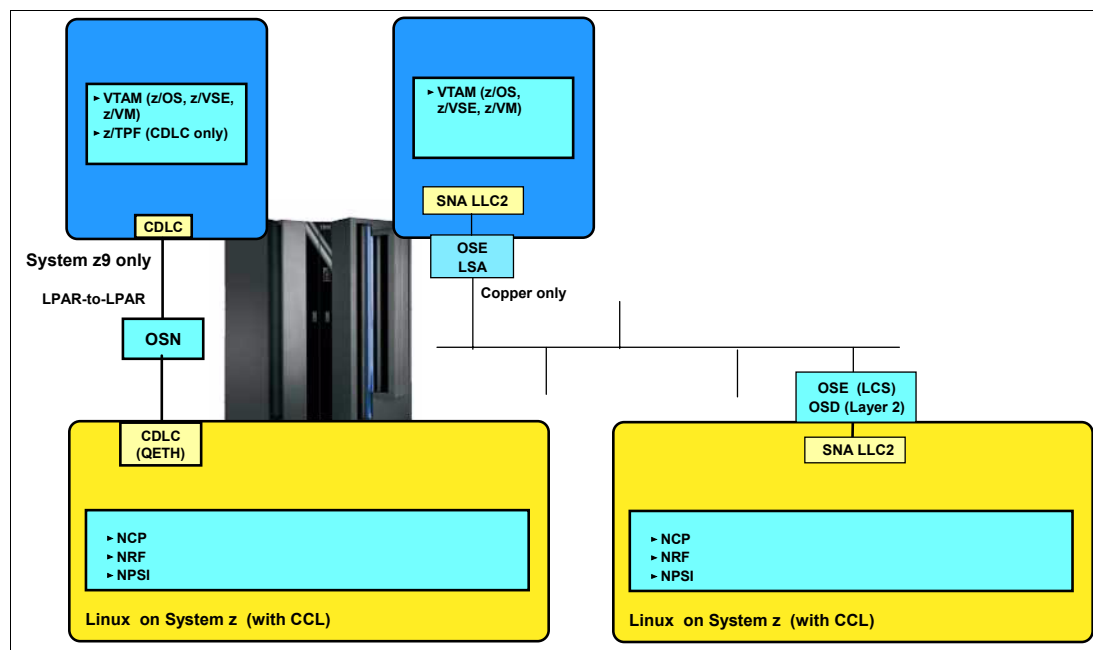 ► VTAM (z/OS, z/VSE,
z/VM)
► z/TPF (CDLC only)
CDLC
► VTAM (z/OS,
z/VSE, z/VM)
SNA LLC2
OSE
LSA
System z9 only
LPAR-to-LPAR
OSN
Copper only
OSE (LCS)
OSD (Layer 2)
CDLC
(QETH)
► NCP
► NRF
► NPSI
Linux on System z (with CCL)
SNA LLC2
► NCP
► NRF
► NPSI
Linux on System z (with CCL)